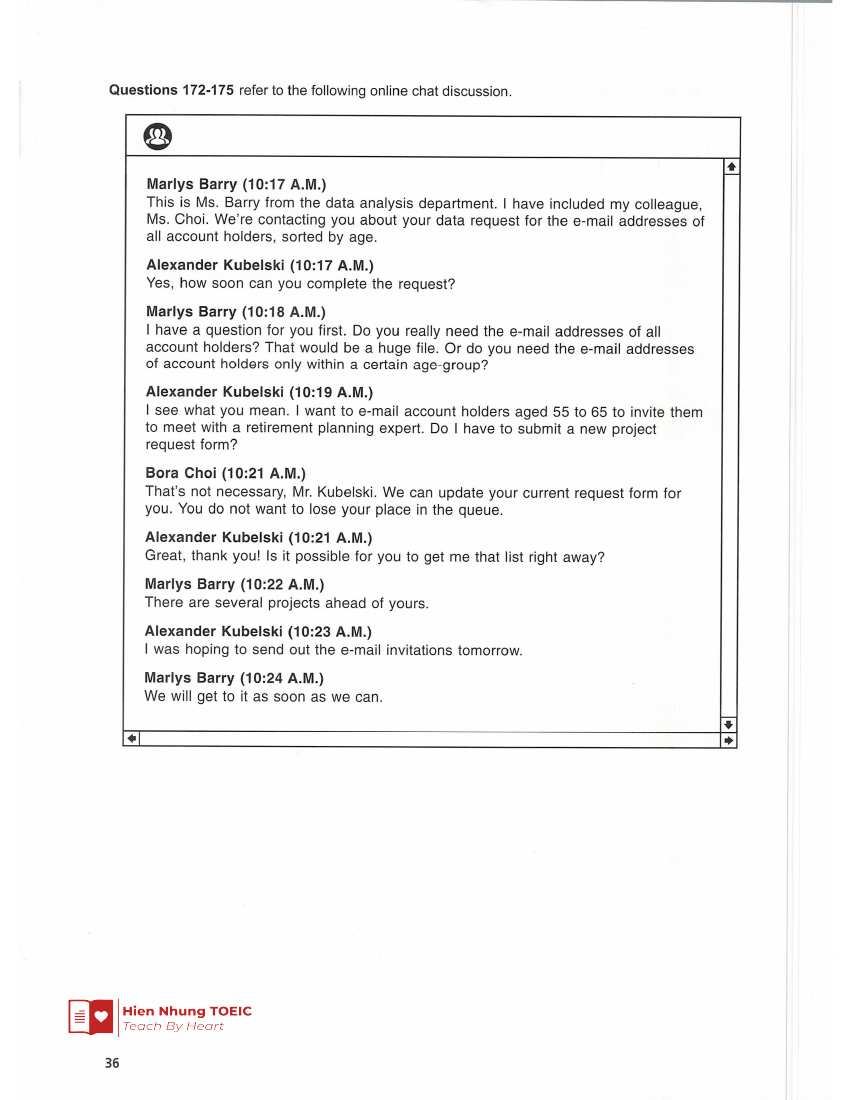 Questions 172-175 refer to the following online chat discussion.
Marlys Barry (10:17 A.M.)
This is Ms. Barry from the data analysis department. I have included my colleague,
Ms. Choi. We're contacting you about your data request for the e-mail addresses of
all account holders, sorted by age.
Alexander Kubelski (10:17 A.M.)
Yes, how soon can you complete the request?
Marlys Barry (10:18 A.M.)
I have a question for you first. Do you really need the e-mail addresses of all
account holders? That would be a huge file. Or do you need the e-mail addresses
of account holders only within a certain age-group?
Alexander Kubelski (10:19 A.M.)
I see what you mean. I want to e-mail account holders aged 55 to 65 to invite them
to meet with a retirement planning expert. Do I have to submit a new project
request form?
Bora Choi (10:21 A.M.)
That's not necessary, Mr. Kubelski. We can update your current request form for
you. You do not want to lose your place in the queue.
Alexander Kubelski (10:21 A.M.)
Great, thank you! Is it possible for you to get me that list right away?
Marlys Barry (10:22 A.M.)
There are several projects ahead of yours.
Alexander Kubelski (10:23 A.M.)
I was hoping to send out the e-mail invitations tomorrow.
Marlys Barry (10:24 A.M.)
We will get to it as soon as we can.
Hien Nhung TOEIC
Teach By Heart
36